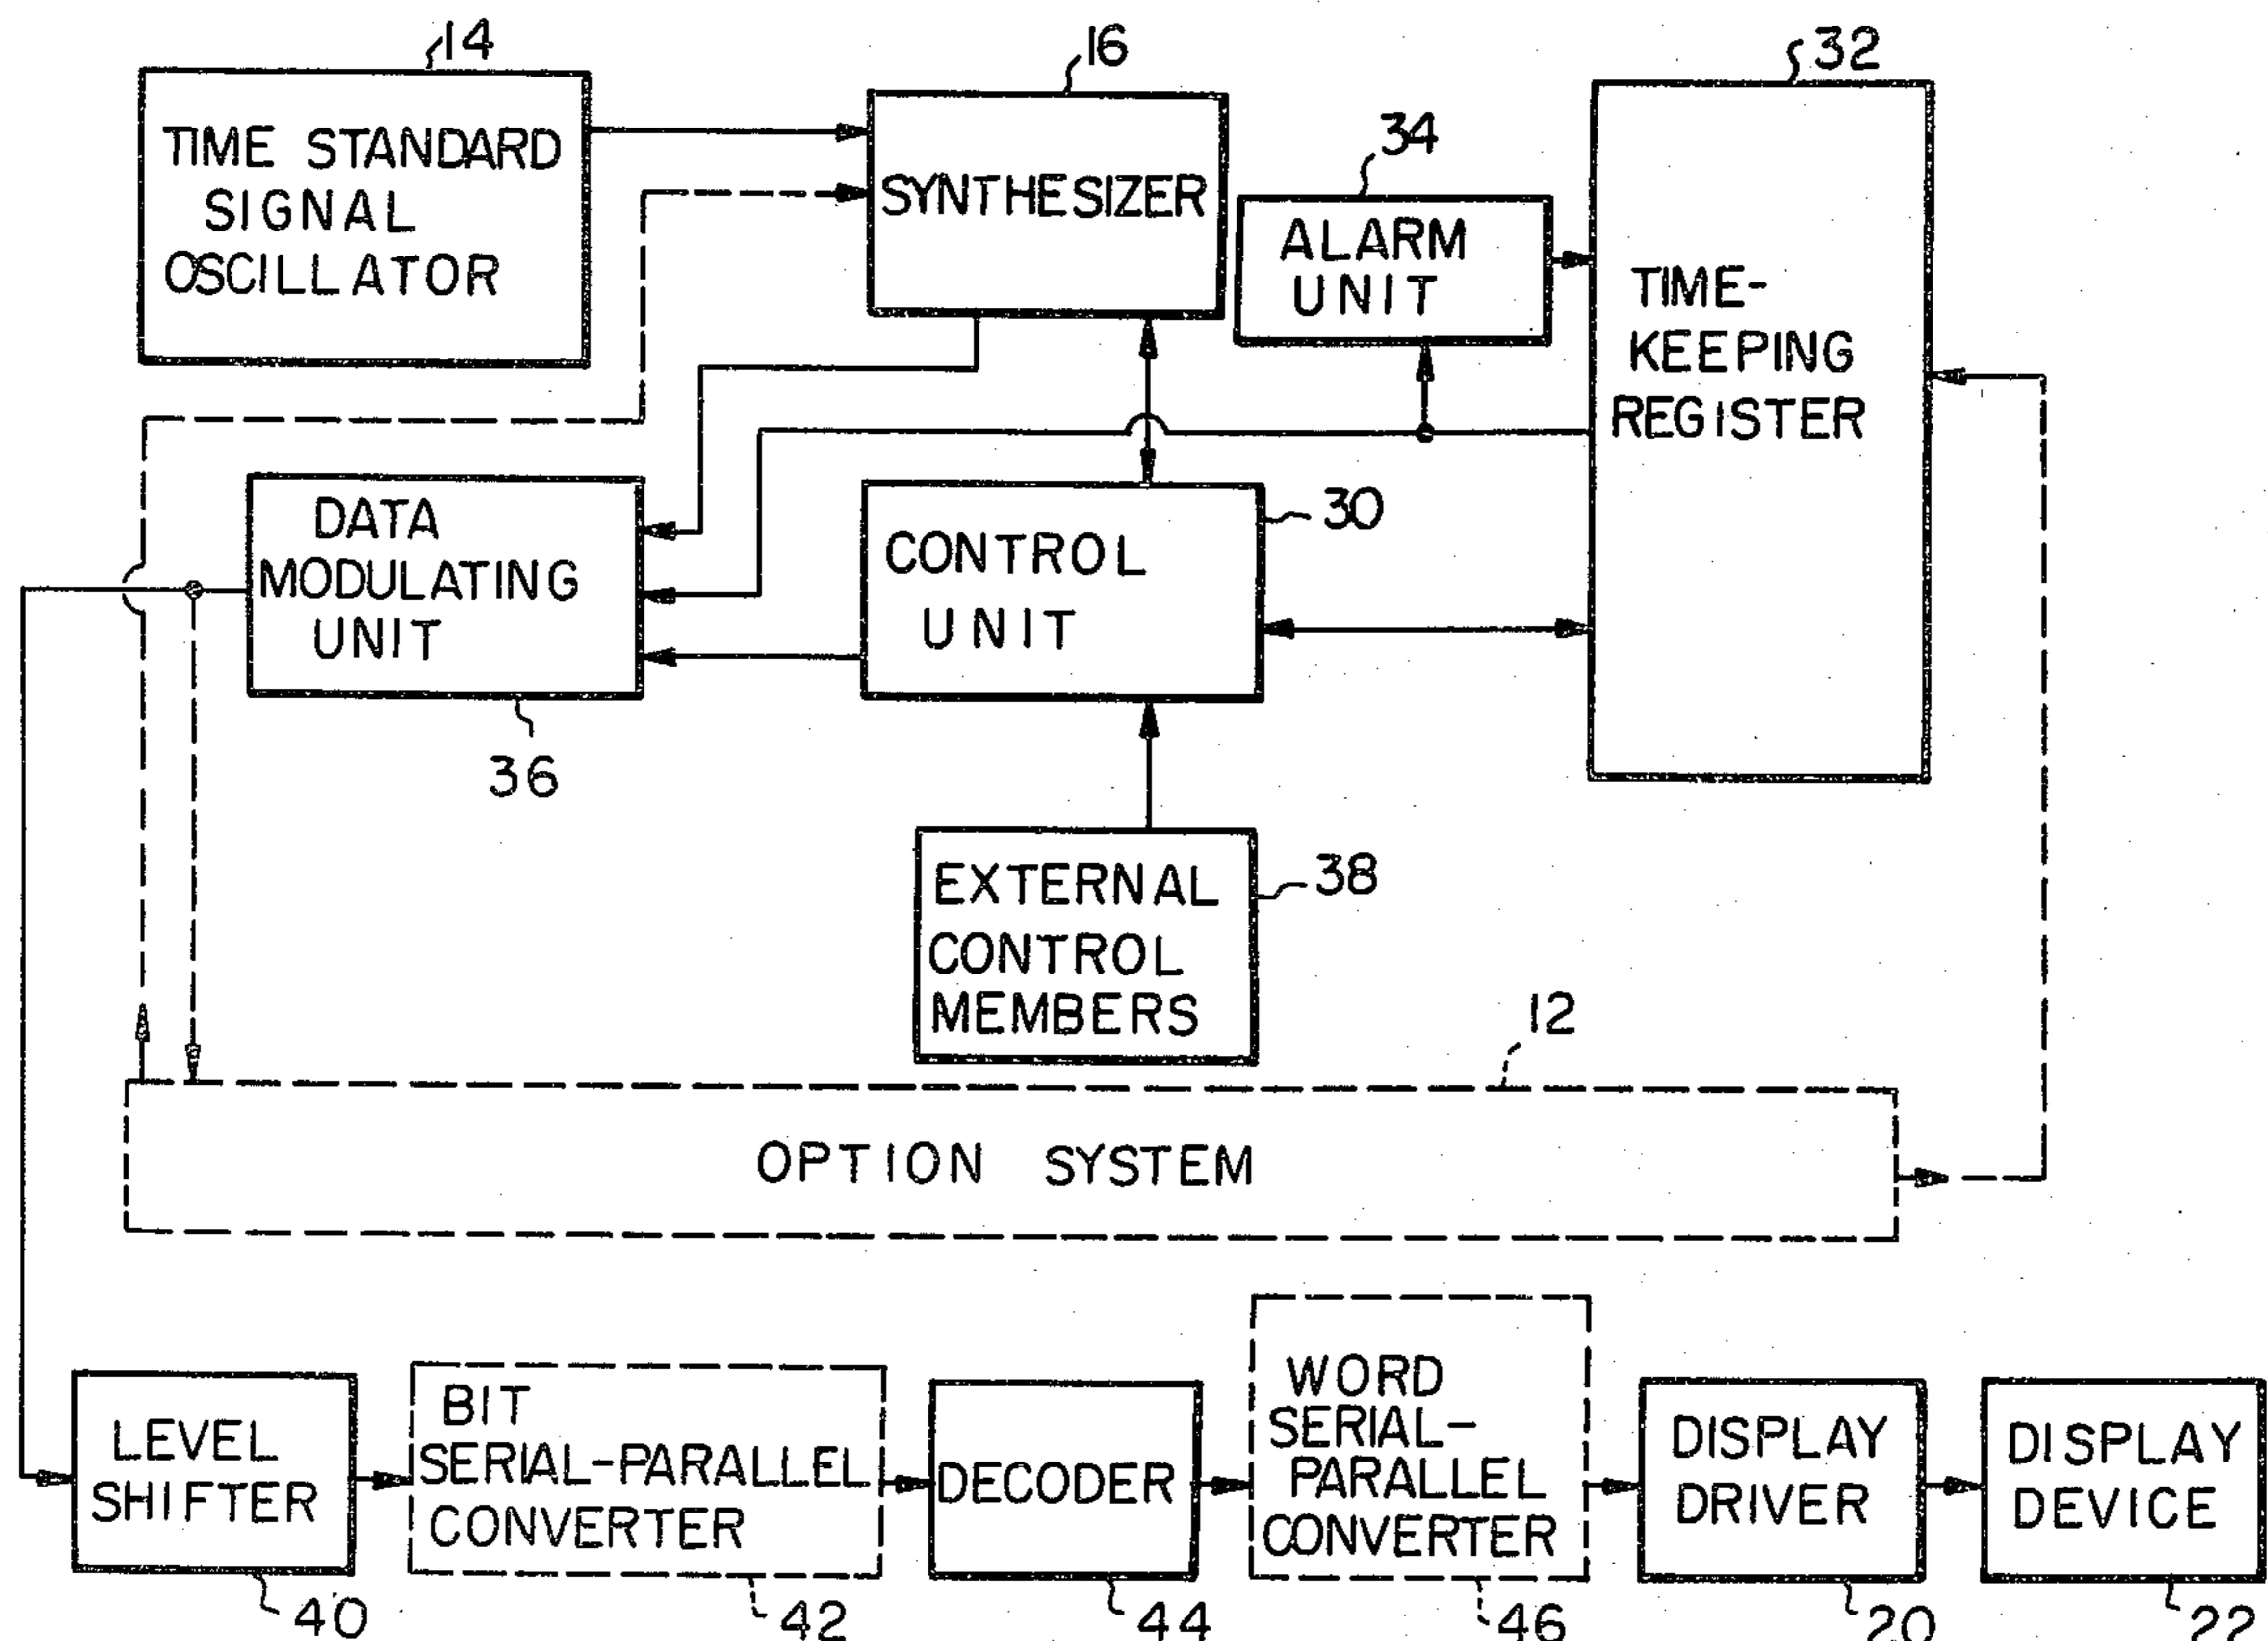 14
16
32
TIME STANDARD
SIGNAL
OSCILLATOR
SYNTHESIZER
34
ALARM
UNIT
TIME-
KEEPING
REGISTER
DATA
MODULATING
UNIT
36
CONTROL
UNIT
30
EXTERNAL
CONTROL
MEMBERS
38
12
OPTION SYSTEM
LEVEL
SHIFTER
40
BIT
SERIAL-PARALLEL
CONVERTER
42
DECODER
44
WORD
SERIAL-
PARALLEL
CONVERTER
46
DISPLAY
DRIVER
20
DISPLAY
DEVICE
22